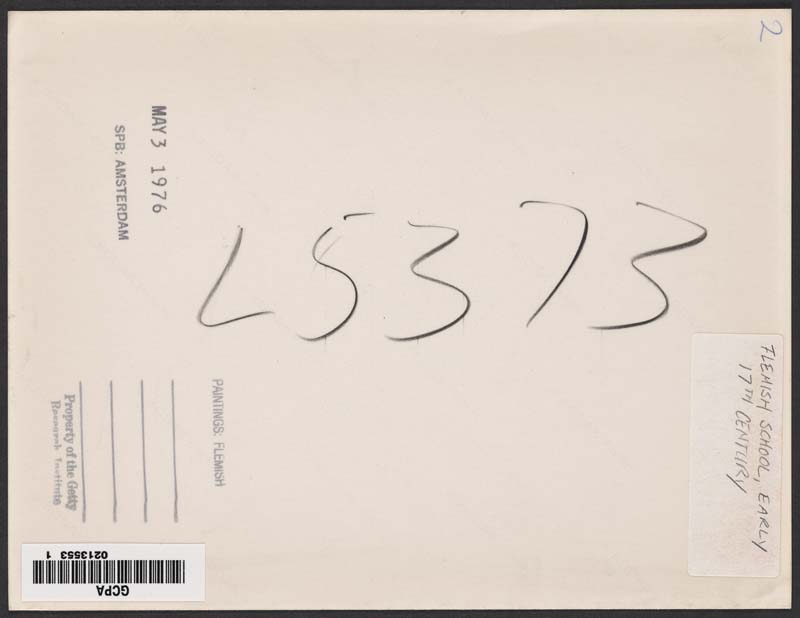 2
MAY 3 1976
SPB: AMSTERDAM
L5373
FLEMISH SCHOOL, EARLY
17TH CENTURY
PAINTINGS: FLEMISH
Property of the Getty
Research Institute
GCPA
0213553 1